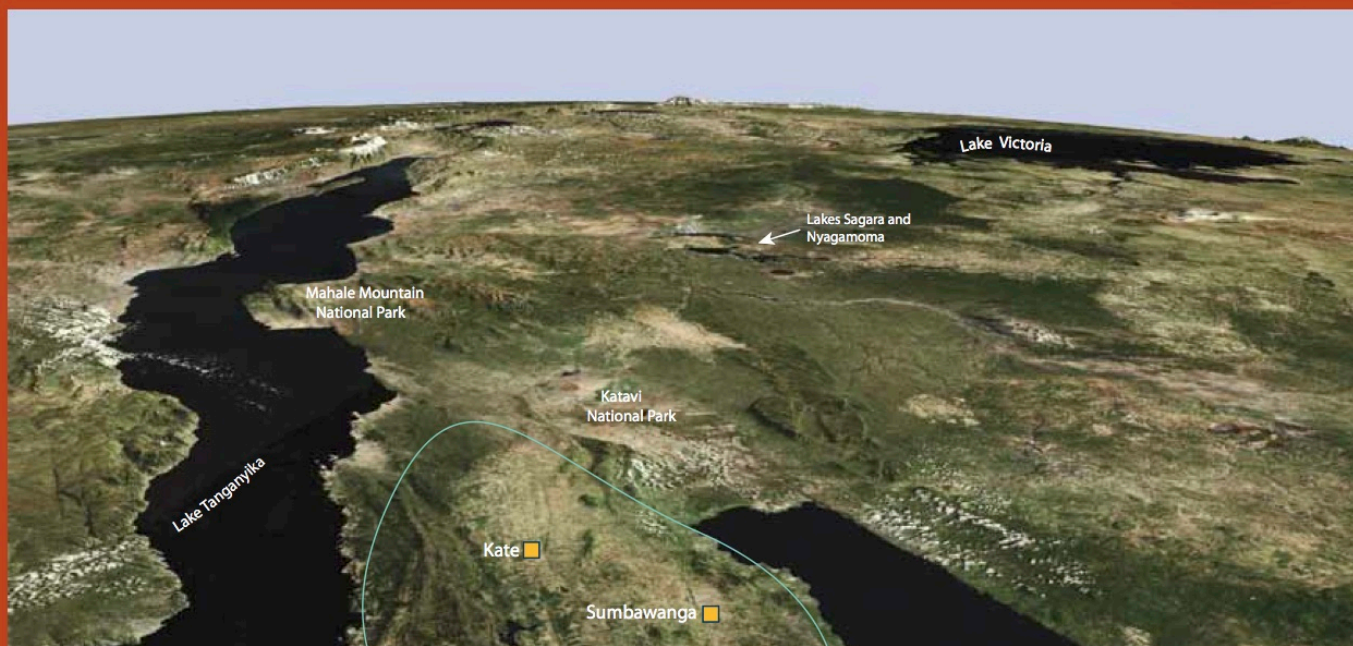 Lake Victoria
Lakes Sagara and
Nyagamoma
Mahale Mountain
National Park
Katavi
National Park
Lake Tanganyika
Kate
Sumbawanga